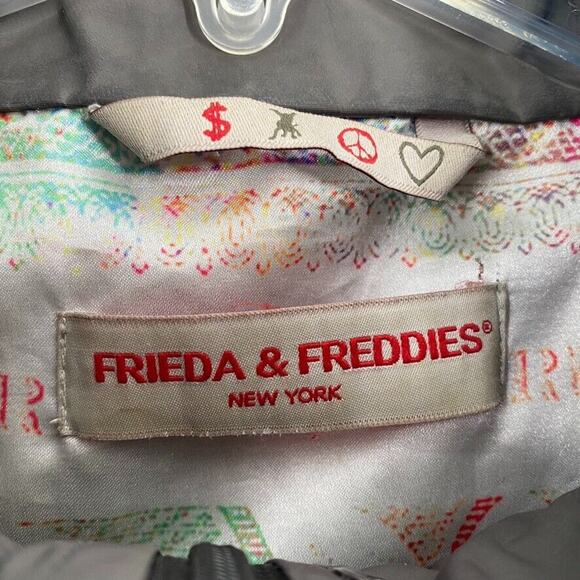 $
FRIEDA & FREDDIES®
NEW YORK